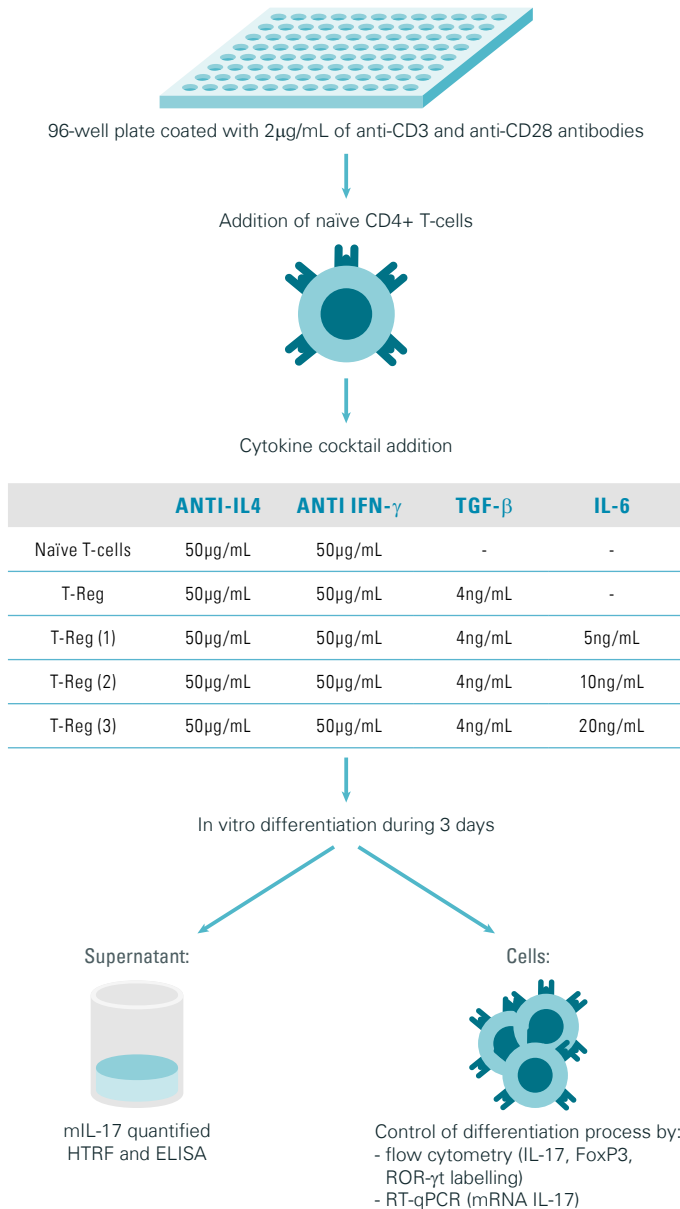 96-well plate coated with 2µg/mL of anti-CD3 and anti-CD28 antibodies
Addition of naïve CD4+ T-cells
Cytokine cocktail addition
ANTI-IL4 ANTI IFN-γ TGF-β IL-6
Naïve T-cells 50µg/mL 50µg/mL - -
T-Reg 50µg/mL 50µg/mL 4ng/mL -
T-Reg (1) 50µg/mL 50µg/mL 4ng/mL 5ng/mL
T-Reg (2) 50µg/mL 50µg/mL 4ng/mL 10ng/mL
T-Reg (3) 50µg/mL 50µg/mL 4ng/mL 20ng/mL
In vitro differentiation during 3 days
Supernatant:
mIL-17 quantified
HTRF and ELISA
Cells:
Control of differentiation process by:
- flow cytometry (IL-17, FoxP3,
ROR-γt labelling)
- RT-qPCR (mRNA IL-17)